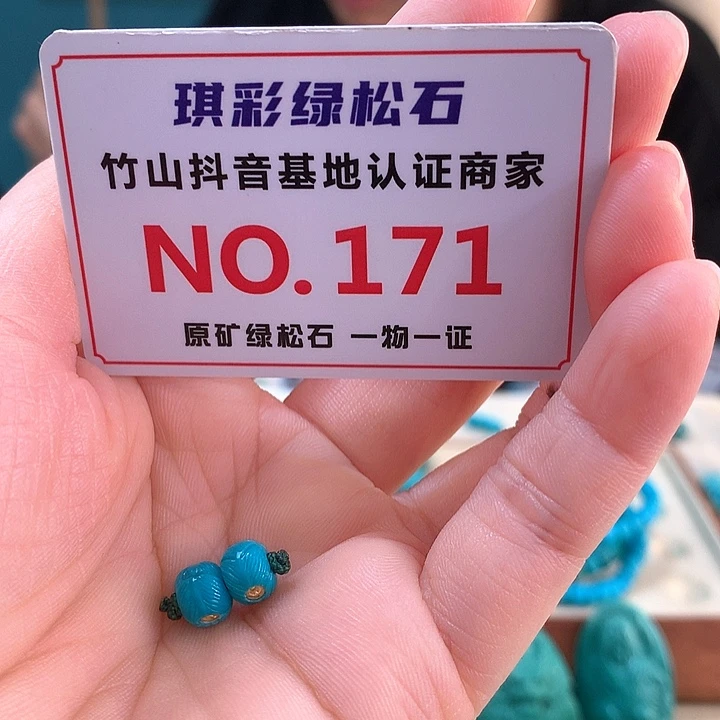 琪彩绿松石
竹山抖音基地认证商家
NO.171
原矿绿松石 一物一证